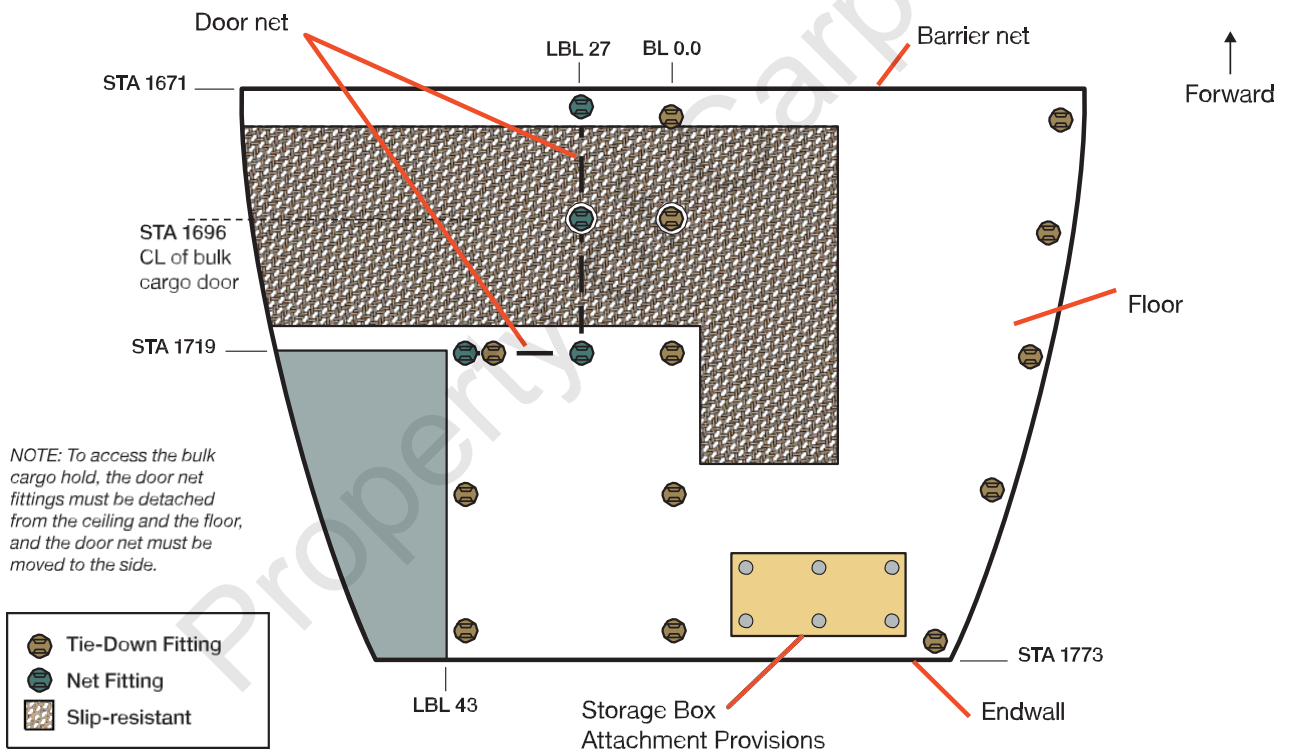 Door net
LBL 27
BL 0.0
Barrier net
STA 1671
Forward
STA 1696
CL of bulk
cargo door
Floor
STA 1719
NOTE: To access the bulk
cargo hold, the door net
fittings must be detached
from the ceiling and the floor,
and the door net must be
moved to the side.
Tie-Down Fitting
Net Fitting
Slip-resistant
STA 1773
LBL 43
Storage Box
Attachment Provisions
Endwall
Property